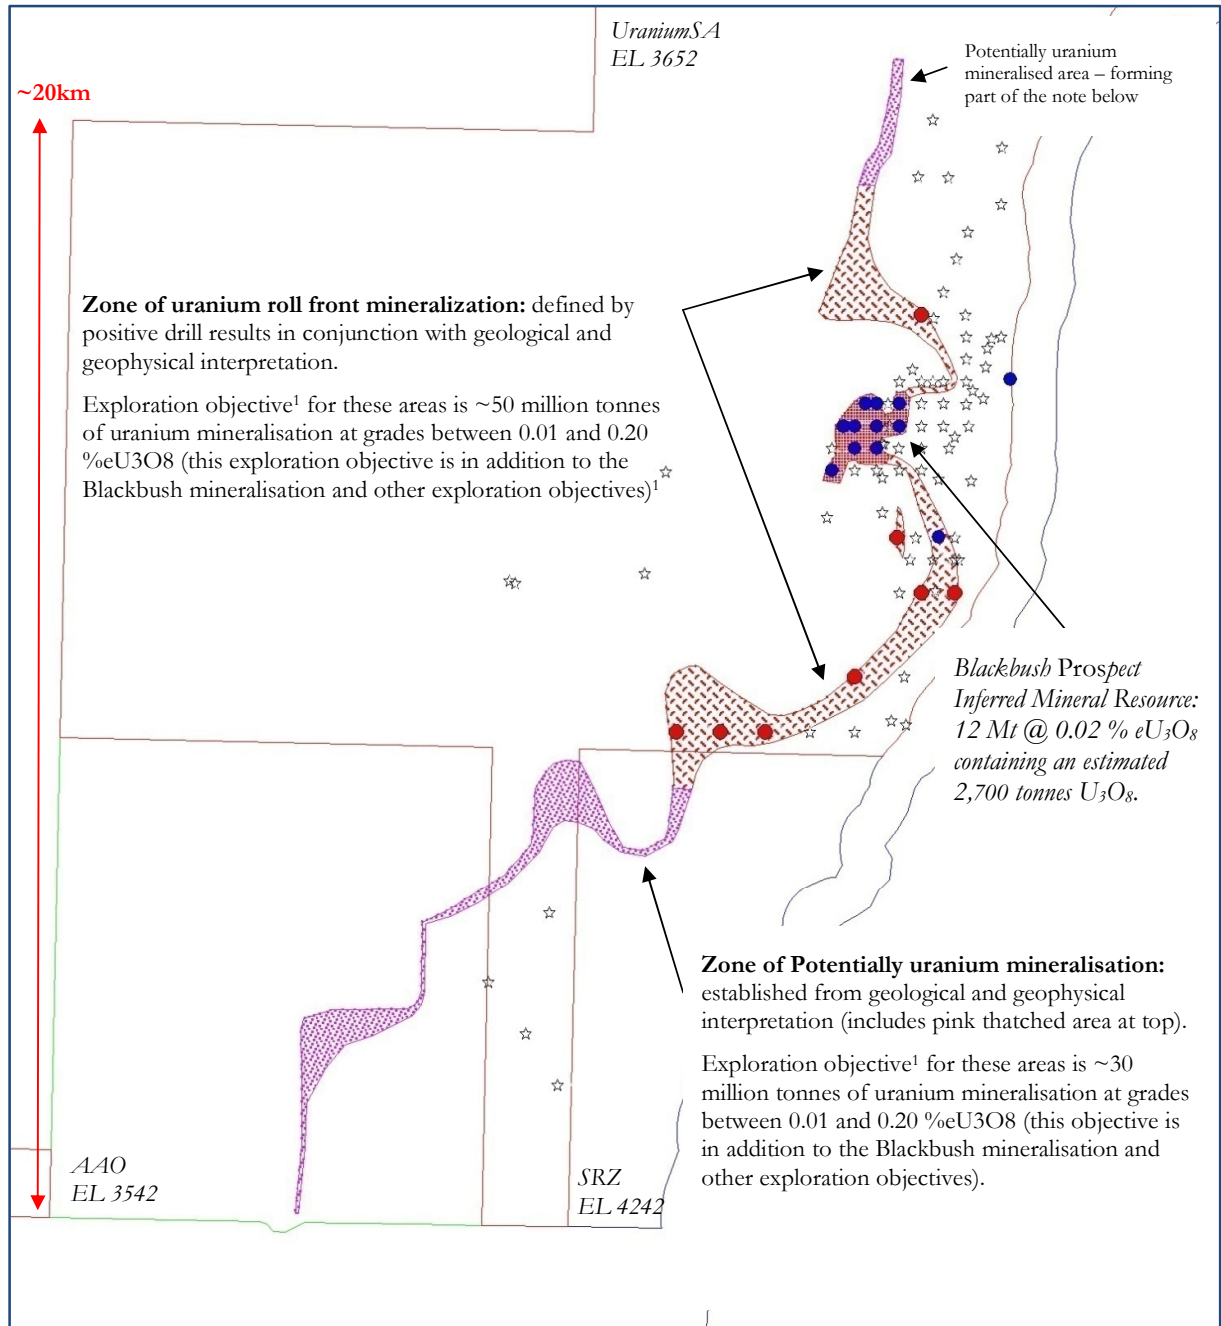 UraniumSA
EL 3652
Potentially uranium
mineralised area – forming
part of the note below
~20km
Zone of uranium roll front mineralization: defined by
positive drill results in conjunction with geological and
geophysical interpretation.
Exploration objective¹ for these areas is ~50 million tonnes
of uranium mineralisation at grades between 0.01 and 0.20
%eU3O8 (this exploration objective is in addition to the
Blackbush mineralisation and other exploration objectives)¹
Blackbush Prospect
Inferred Mineral Resource:
12 Mt @ 0.02 % eU₃O₈
containing an estimated
2,700 tonnes U₃O₈.
Zone of Potentially uranium mineralisation:
established from geological and geophysical
interpretation (includes pink thatched area at top).
Exploration objective¹ for these areas is ~30
million tonnes of uranium mineralisation at grades
between 0.01 and 0.20 %eU3O8 (this objective is
in addition to the Blackbush mineralisation and
other exploration objectives).
AAO
EL 3542
SRZ
EL 4242